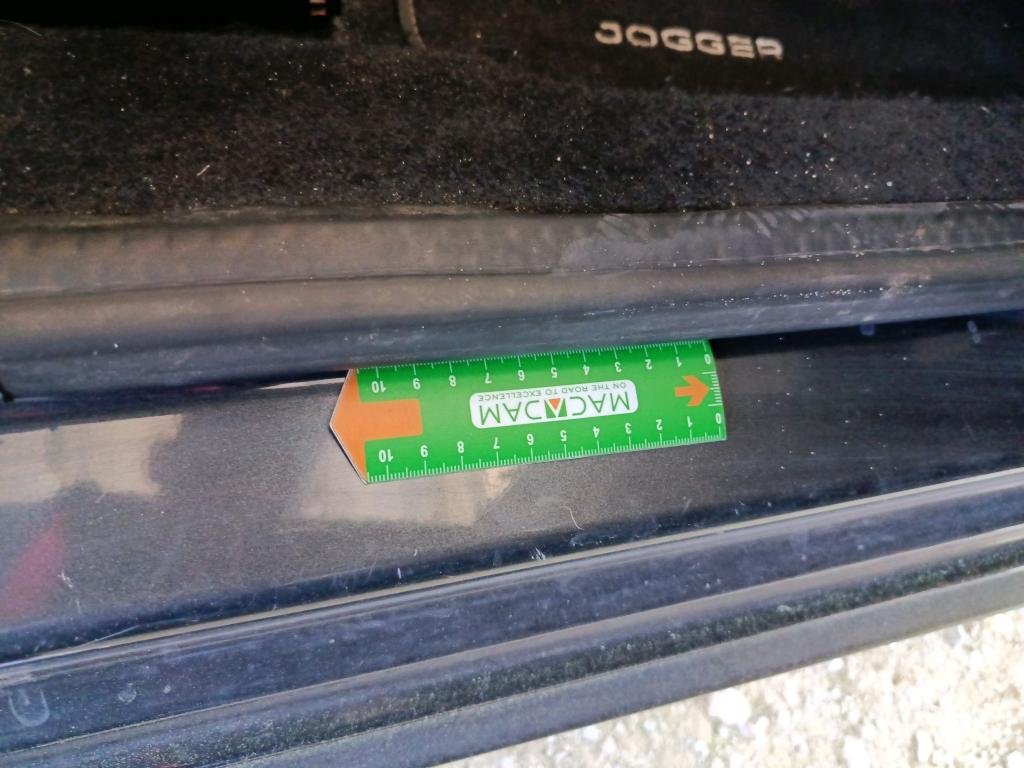 JOGGER
10 9 8 7 6 5 4 3 2 1 0
ON THE ROAD TO EXCELLENCE
MACADAM
10 9 8 7 6 5 4 3 2 1 0